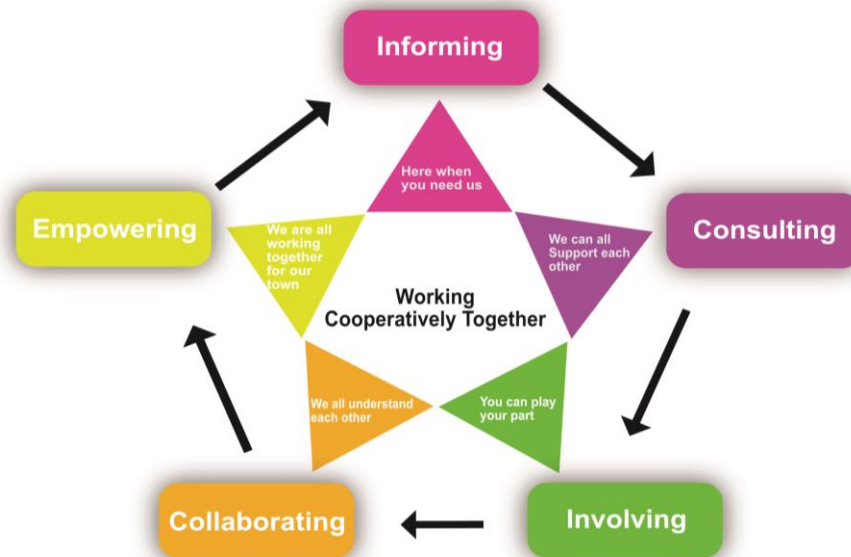 Informing
Here when
you need us
Empowering
We are all
working
together
for our
town
We can all
Support each
other
Consulting
Working
Cooperatively Together
We all understand
each other
You can play
your part
Collaborating
Involving